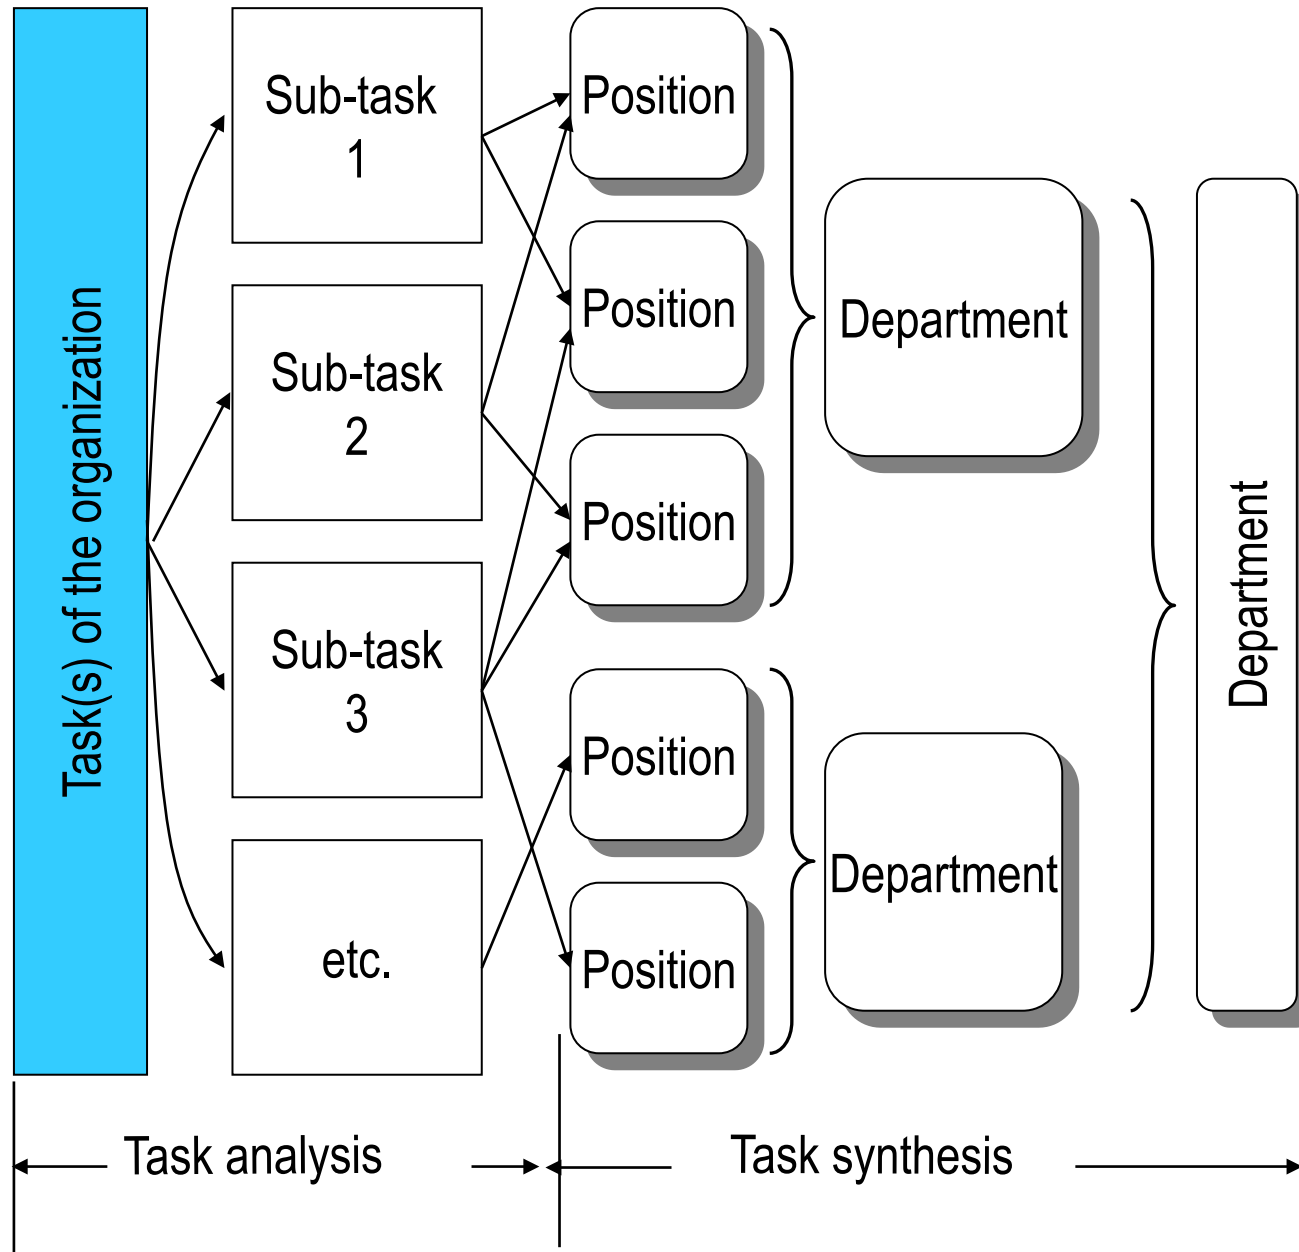 Task(s) of the organization
Sub-task
1
Sub-task
2
Sub-task
3
etc.
Position
Position
Position
Position
Position
Department
Department
Department
Task analysis
Task synthesis